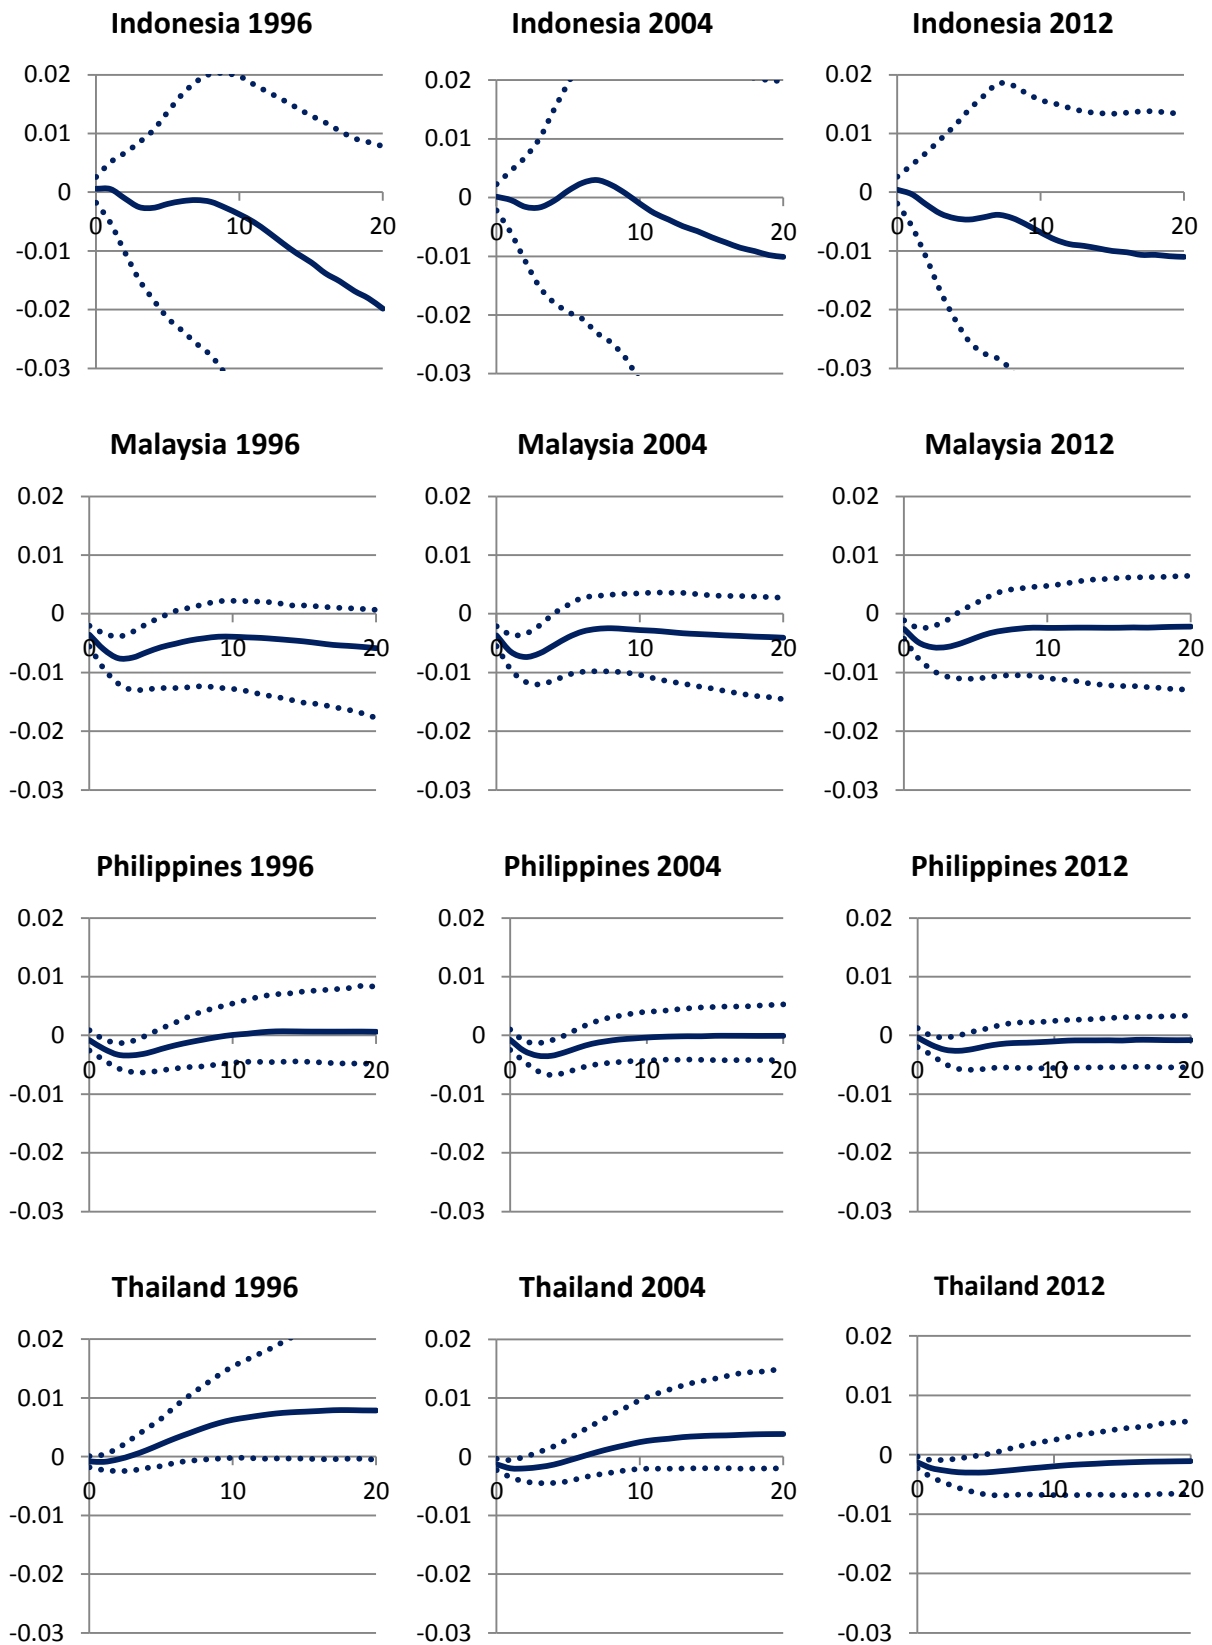 Indonesia 1996 Indonesia 2004 Indonesia 2012
0.02 0.02 0.02
0.01 0.01 0.01
0 0 0
0 10 20 0 10 20 0 10 20
-0.01 -0.01 -0.01
-0.02 -0.02 -0.02
-0.03 -0.03 -0.03
Malaysia 1996 Malaysia 2004 Malaysia 2012
0.02 0.02 0.02
0.01 0.01 0.01
0 0 0
0 10 20 0 10 20 0 10 20
-0.01 -0.01 -0.01
-0.02 -0.02 -0.02
-0.03 -0.03 -0.03
Philippines 1996 Philippines 2004 Philippines 2012
0.02 0.02 0.02
0.01 0.01 0.01
0 0 0
0 10 20 0 10 20 0 10 20
-0.01 -0.01 -0.01
-0.02 -0.02 -0.02
-0.03 -0.03 -0.03
Thailand 1996 Thailand 2004 Thailand 2012
0.02 0.02 0.02
0.01 0.01 0.01
0 0 0
0 10 20 0 10 20 0 10 20
-0.01 -0.01 -0.01
-0.02 -0.02 -0.02
-0.03 -0.03 -0.03